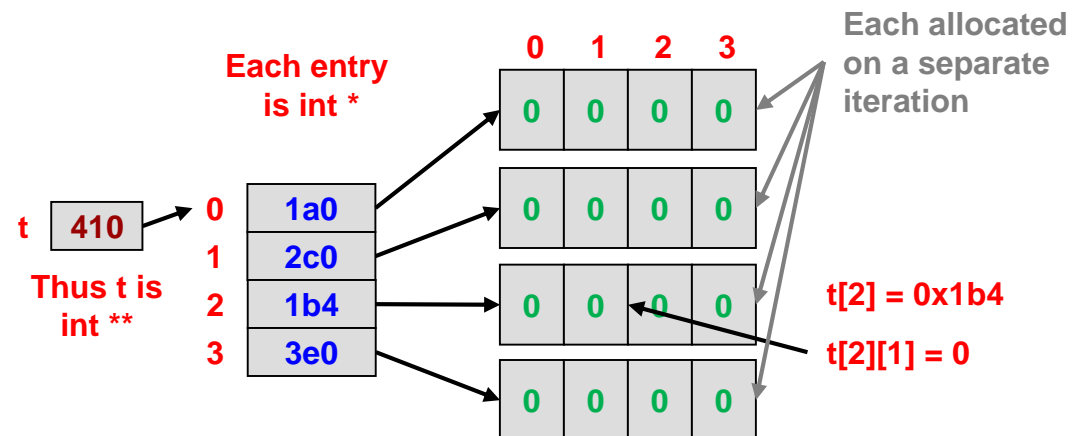 Each allocated
on a separate
iteration
0 1 2 3
Each entry
is int *
0 0 0 0
t 410
0 1a0
0 0 0 0
1 2c0
Thus t is
int **
2 1b4
0 0 0 0
t[2] = 0x1b4
3 3e0
t[2][1] = 0
0 0 0 0